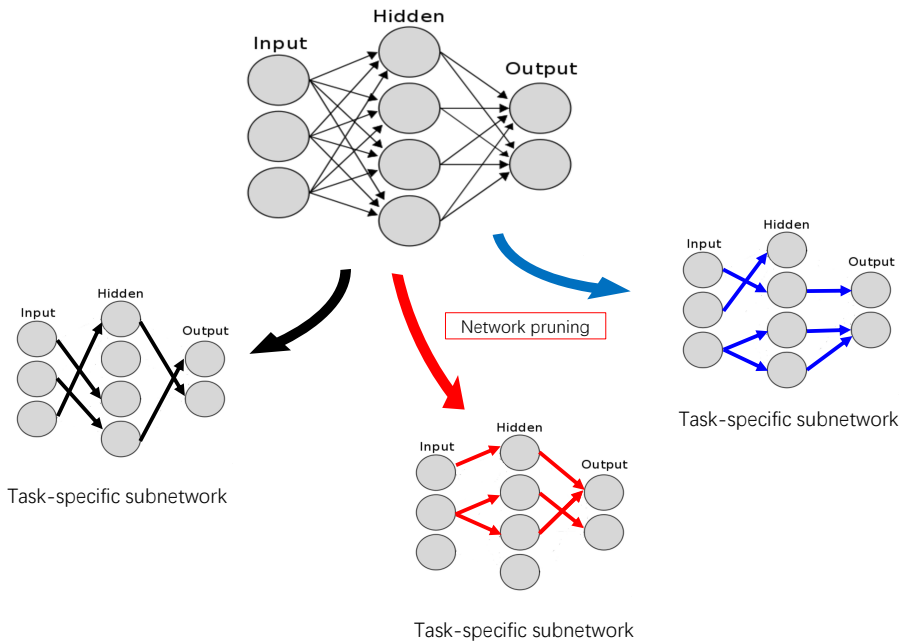 Hidden
Input
Output
Network pruning
Input
Hidden
Output
Task-specific subnetwork
Input
Hidden
Output
Task-specific subnetwork
Input
Hidden
Output
Task-specific subnetwork